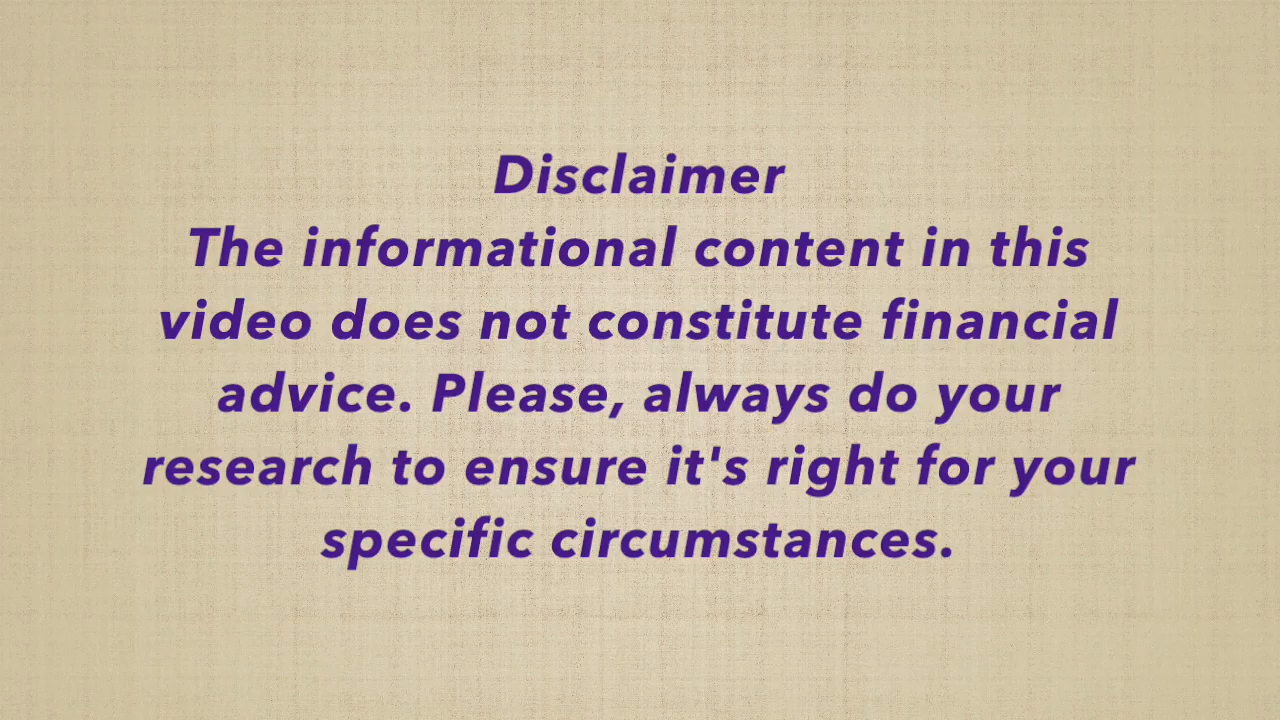 Disclaimer
The informational content in this
video does not constitute financial
advice. Please, always do your
research to ensure it's right for your
specific circumstances.